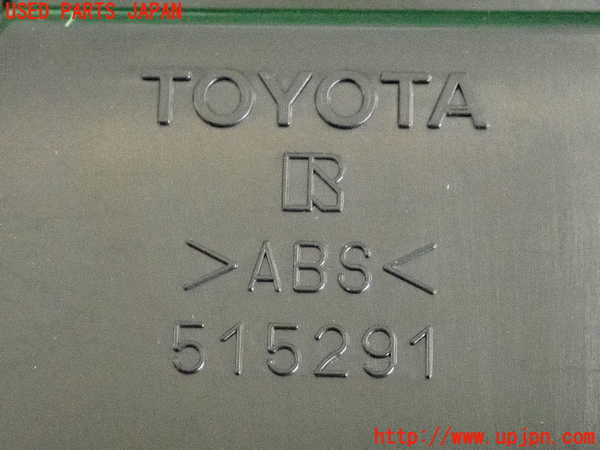 USED PARTS JAPAN
TOYOTA
R
>ABS<
515291
http://www.upjpn.com/